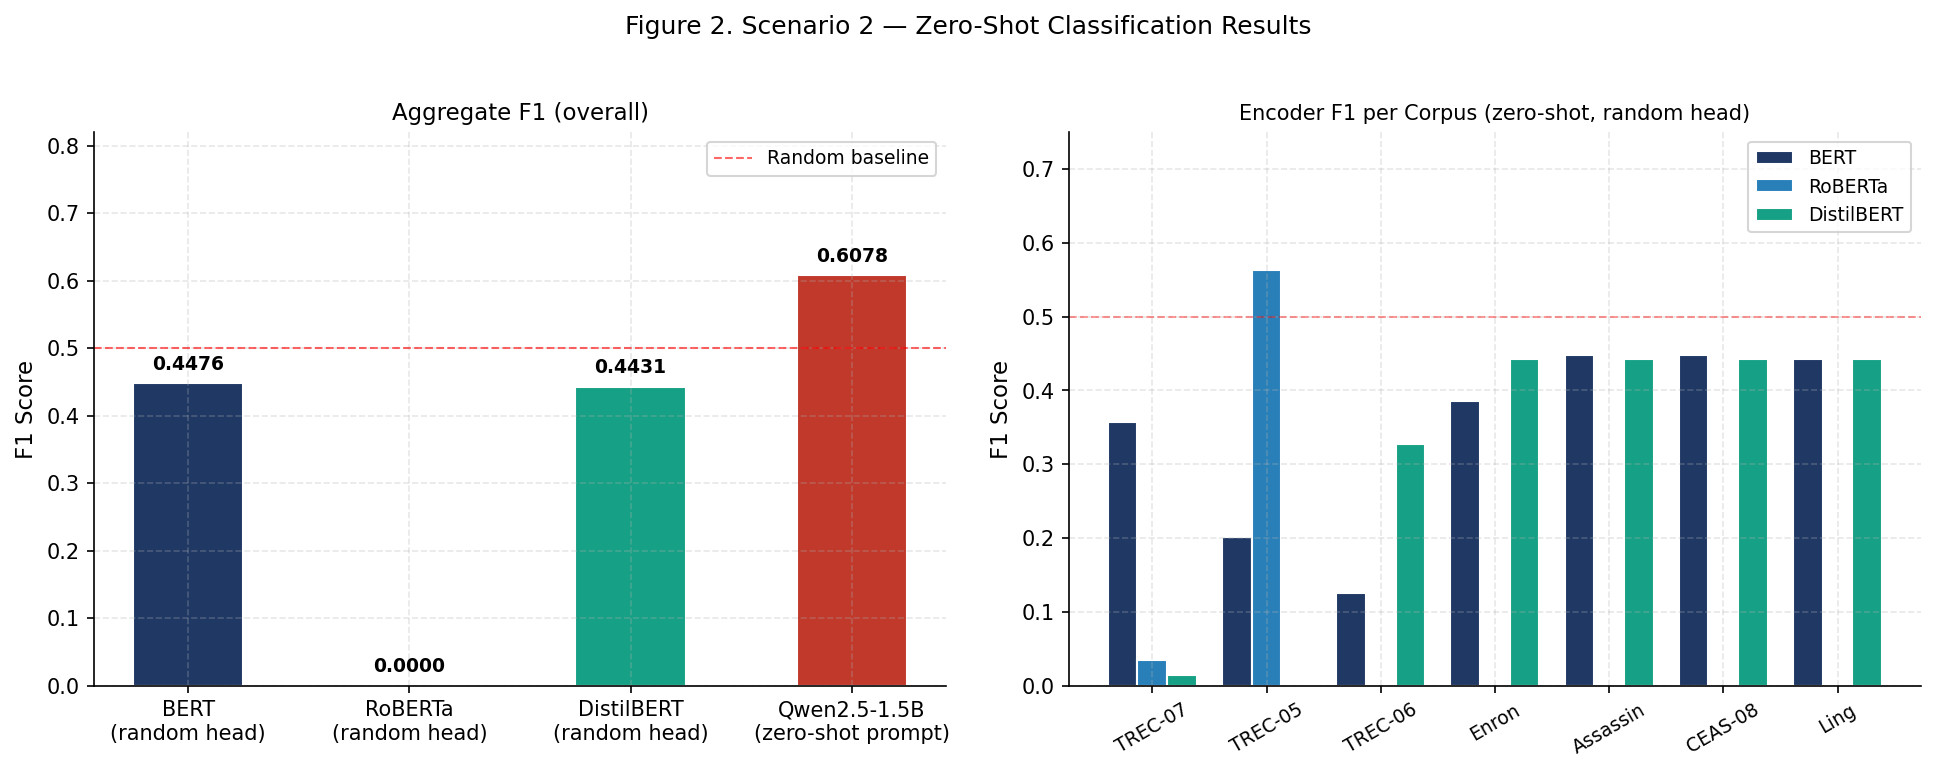 Figure 2. Scenario 2 — Zero-Shot Classification Results
Aggregate F1 (overall)
Random baseline
F1 Score
0.8
0.7
0.6
0.5
0.4
0.3
0.2
0.1
0.0
0.4476
0.0000
0.4431
0.6078
BERT
(random head)
RoBERTa
(random head)
DistilBERT
(random head)
Qwen2.5-1.5B
(zero-shot prompt)
Encoder F1 per Corpus (zero-shot, random head)
BERT
RoBERTa
DistilBERT
F1 Score
0.7
0.6
0.5
0.4
0.3
0.2
0.1
0.0
TREC-07
TREC-05
TREC-06
Enron
Assassin
CEAS-08
Ling